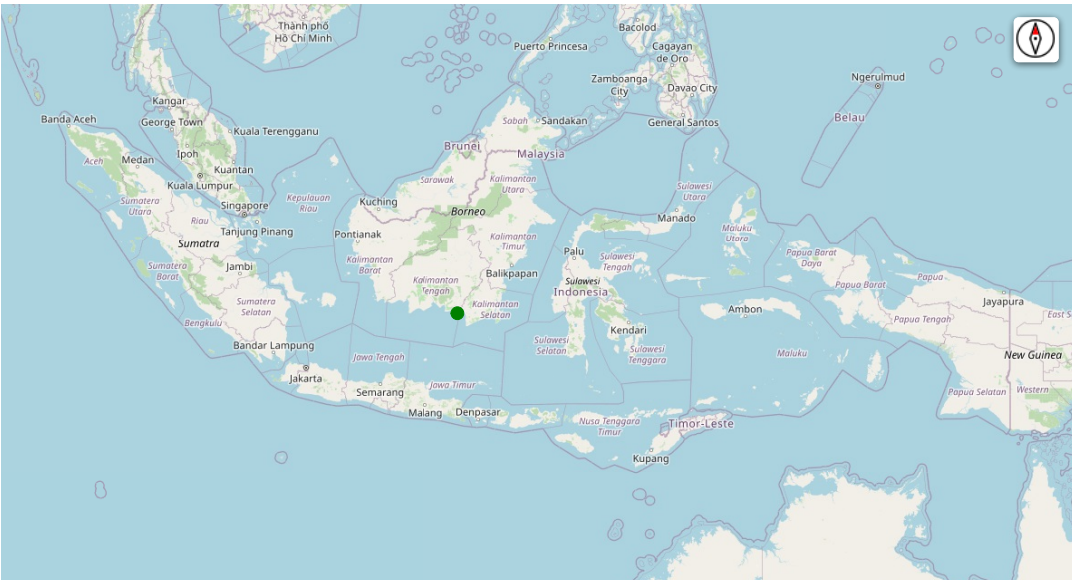 Thành phố
Hồ Chí Minh
Bacolod
Puerto Princesa
Cagayan
de Oro
Zamboanga
City
Davao City
Ngerulmud
Kangar
Banda Aceh
George Town
Kuala Terengganu
Sabah
Sandakan
General Santos
Belau
Ipoh
Brunei
Malaysia
Aceh
Medan
Kuantan
Kuala Lumpur
Sarawak
Kalimantan
Utara
Sulawesi
Utara
Sumatera
Utara
Kepulauan
Riau
Kuching
Singapore
Borneo
Manado
Riau
Tanjung Pinang
Pontianak
Maluku
Utara
Sumatra
Kalimantan
Timur
Palu
Papua Barat
Daya
Sumatera
Barat
Jambi
Kalimantan
Barat
Sulawesi
Tengah
Balikpapan
Papua
Kalimantan
Tengah
Sulawesi
Indonesia
Papua Barat
Sumatera
Selatan
Kalimantan
Selatan
Ambon
Jayapura
Bengkulu
Kendari
Papua Tengah
East S
Bandar Lampung
Sulawesi
Selatan
Sulawesi
Tenggara
Jawa Tengah
Maluku
New Guinea
Jakarta
Jawa Timur
Semarang
Papua Selatan
Western
Malang
Denpasar
Nusa Tenggara
Timur
Timor-Leste
Kupang